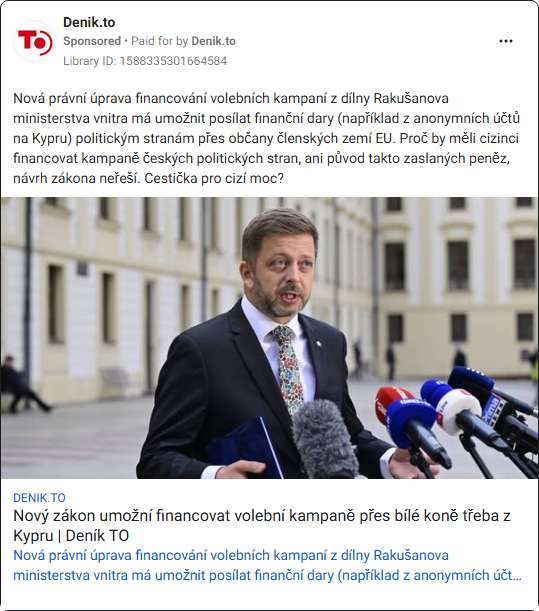 Denik.to
TO
Sponsored • Paid for by Denik.to
Library ID: 1588335301664584
Nová právní úprava financování volebních kampaní z dílny Rakušanova
ministerstva vnitra má umožnit posílat finanční dary (například z anonymních účtů
na Kypru) politickým stranám přes občany členských zemí EU. Proč by měli cizinci
financovat kampaně českých politických stran, ani původ takto zaslaných peněz,
návrh zákona neřeší. Cestička pro cizí moc?
DENIK.TO
Nový zákon umožní financovat volební kampaně přes bílé koně třeba z
Kypru | Deník TO
Nová právní úprava financování volebních kampaní z dílny Rakušanova
ministerstva vnitra má umožnit posílat finanční dary (například z anonymních účt...